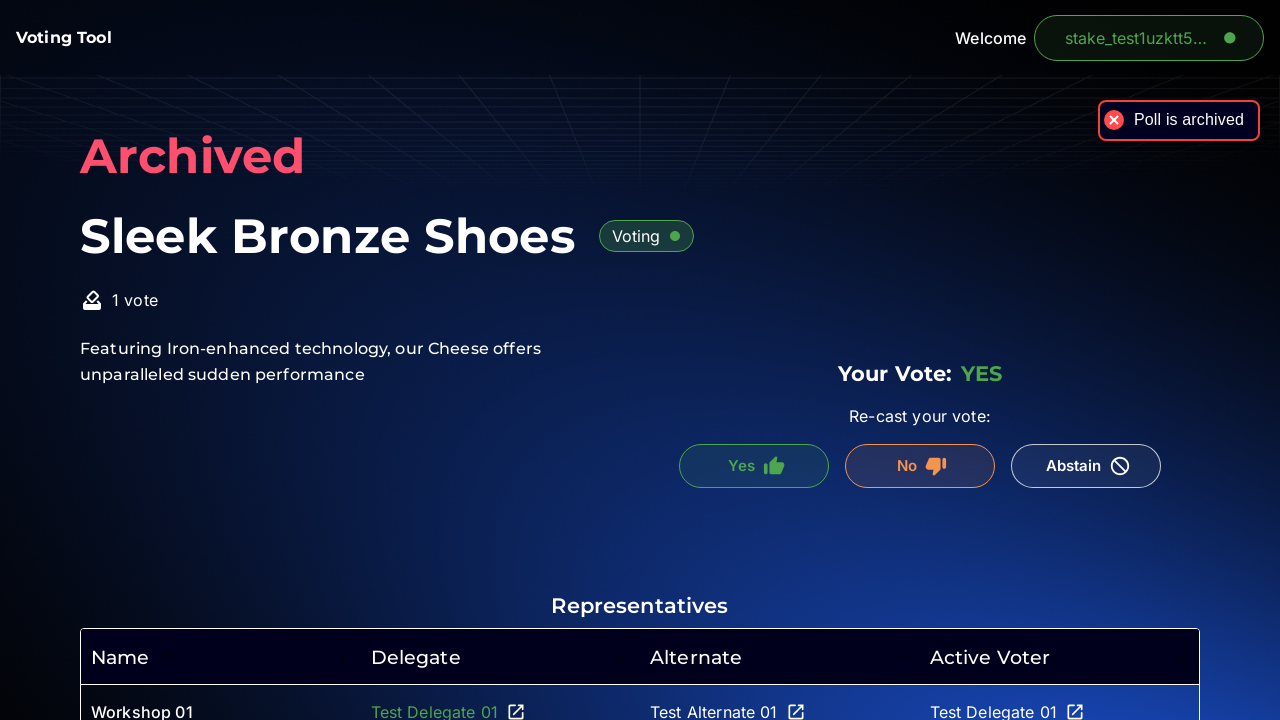 Voting Tool
Welcome
stake_test1uzktt5...
Poll is archived
Archived
Sleek Bronze Shoes
Voting
1 vote
Featuring Iron-enhanced technology, our Cheese offers
unparalleled sudden performance
Your Vote: YES
Re-cast your vote:
Yes
No
Abstain
Representatives
Name Delegate Alternate Active Voter
Workshop 01 Test Delegate 01 Test Alternate 01 Test Delegate 01